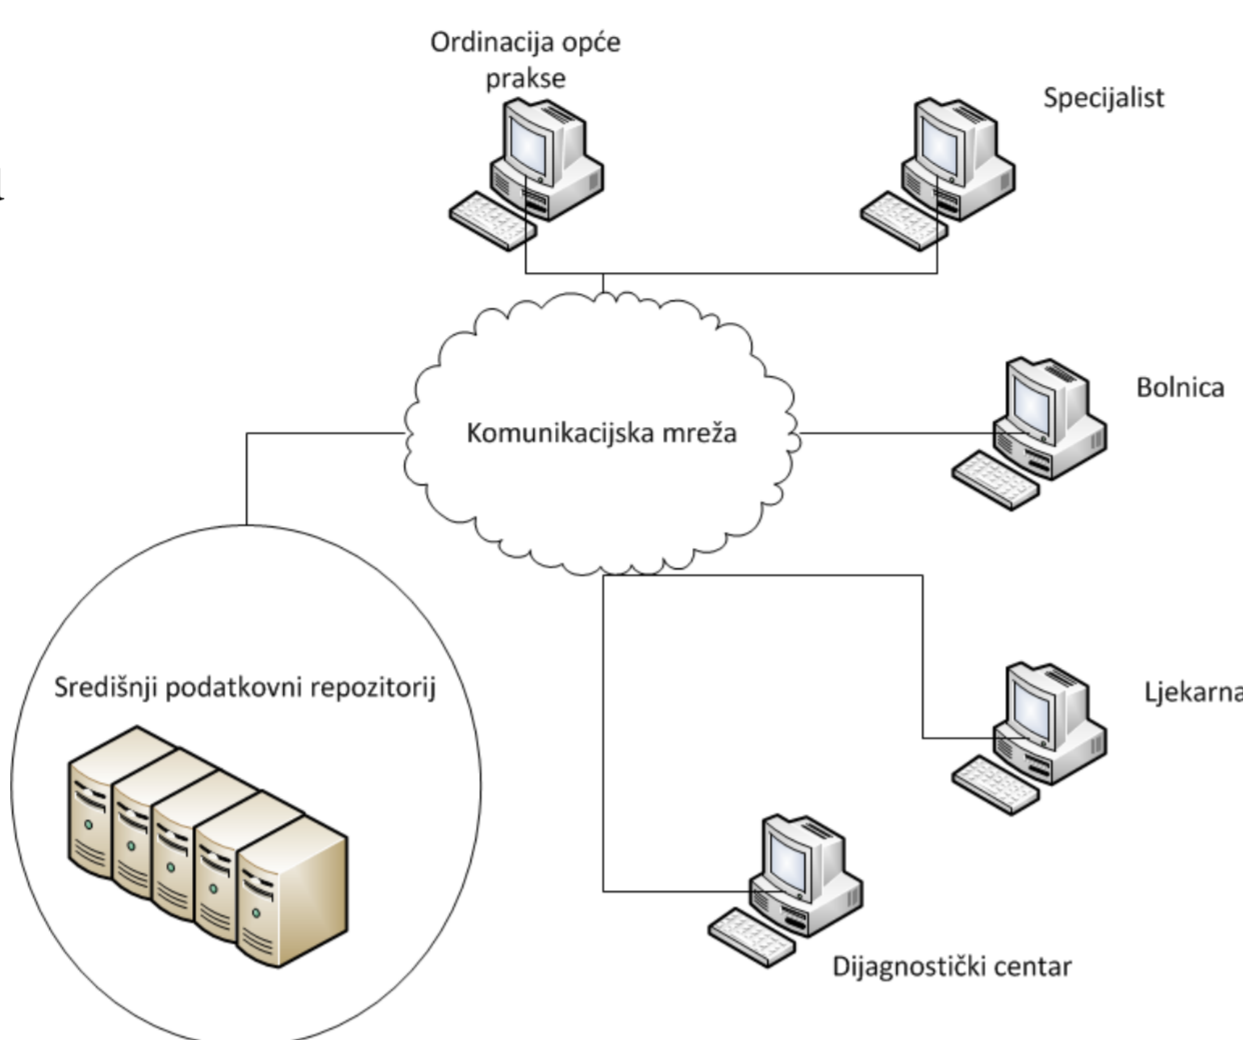 Ordinacija opće
prakse
Specijalist
Bolnica
Komunikacijska mreža
Središnji podatkovni repozitorij
Ljekarna
Dijagnostički centar